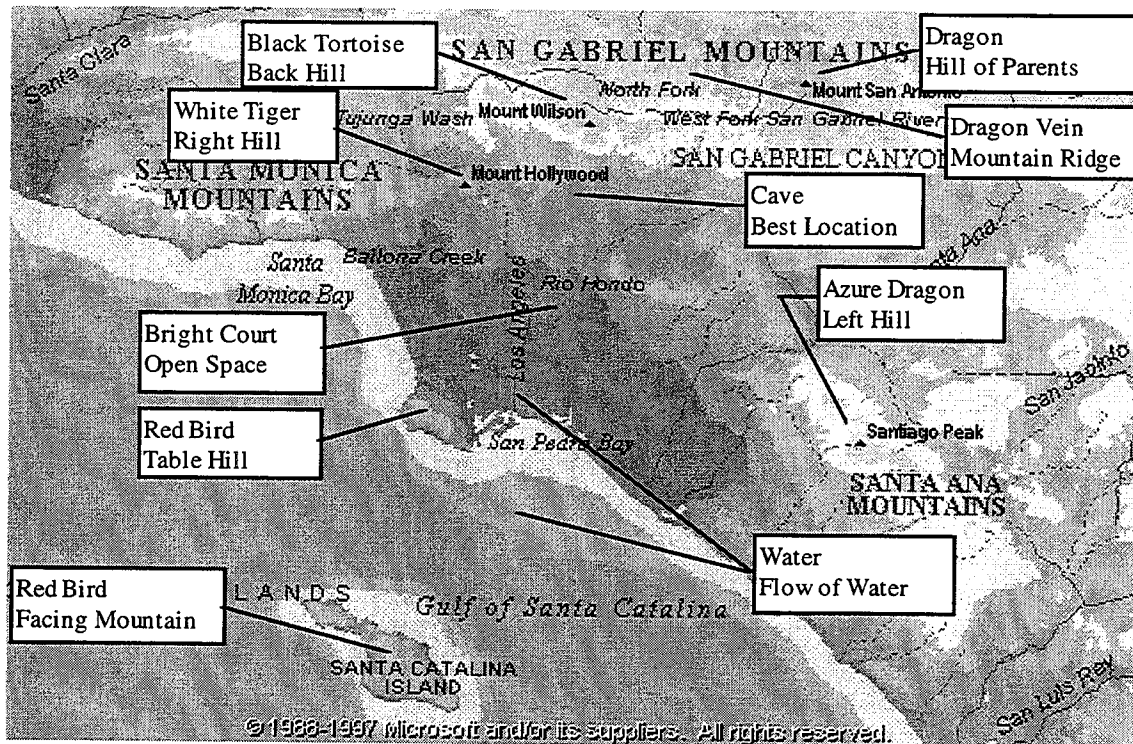 Black Tortoise
Back Hill
SAN GABRIEL MOUNTAINS
Dragon
Hill of Parents
Santa Clara
White Tiger
Right Hill
Tujunga Wash
Mount Wilson
North Fork
Mount San Antonio
West Fork San Gabriel River
Dragon Vein
Mountain Ridge
SANTA MONICA
MOUNTAINS
Mount Hollywood
SAN GABRIEL CANYON
Cave
Best Location
Santa Ana
Santa
Monica Bay
Ballona Creek
Los Angeles
Rio Hondo
Azure Dragon
Left Hill
Bright Court
Open Space
San Jacinto
Red Bird
Table Hill
San Pedro Bay
Santiago Peak
SANTA ANA
MOUNTAINS
Water
Flow of Water
Red Bird
Facing Mountain
LANDS
Gulf of Santa Catalina
SANTA CATALINA
ISLAND
San Luis Rey
©1988-1997 Microsoft and/or its suppliers. All rights reserved.